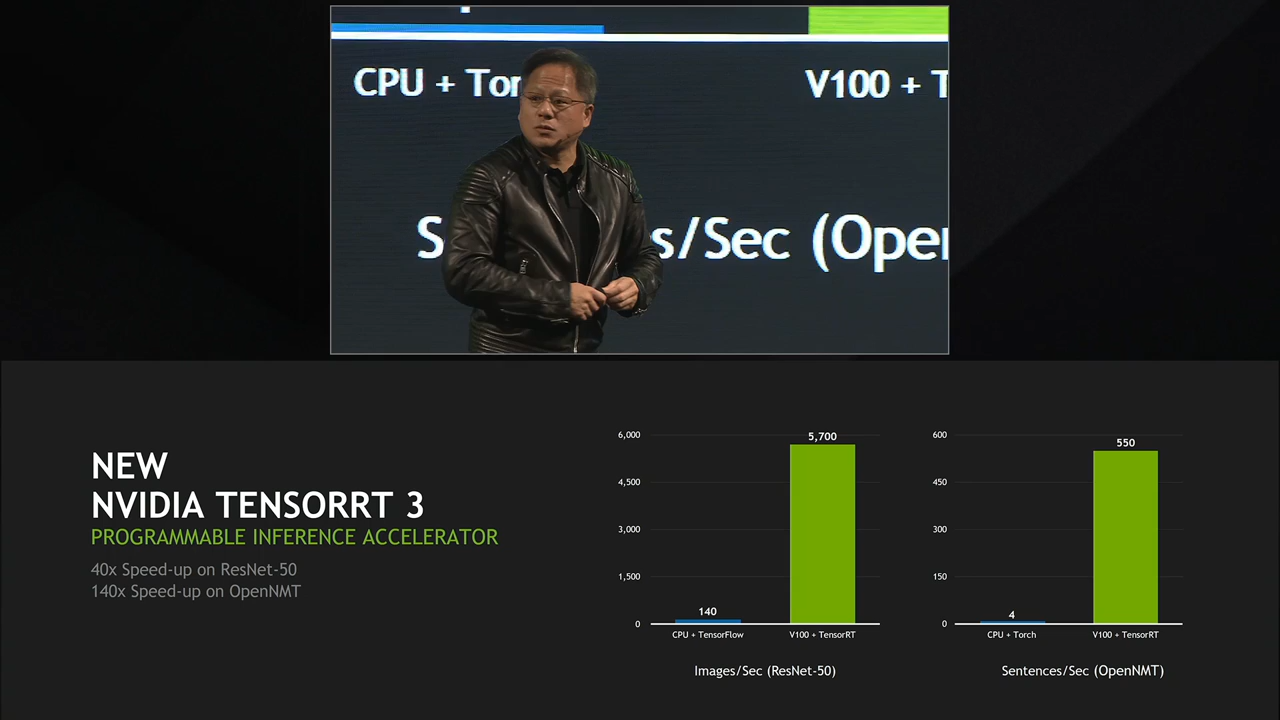 CPU + Tor
V100 + T
S
s/Sec (Open
NEW
NVIDIA TENSORRT 3
PROGRAMMABLE INFERENCE ACCELERATOR
40x Speed-up on ResNet-50
140x Speed-up on OpenNMT
6,000
4,500
3,000
1,500
0
140
5,700
CPU + TensorFlow
V100 + TensorRT
Images/Sec (ResNet-50)
600
450
300
150
0
4
550
CPU + Torch
V100 + TensorRT
Sentences/Sec (OpenNMT)